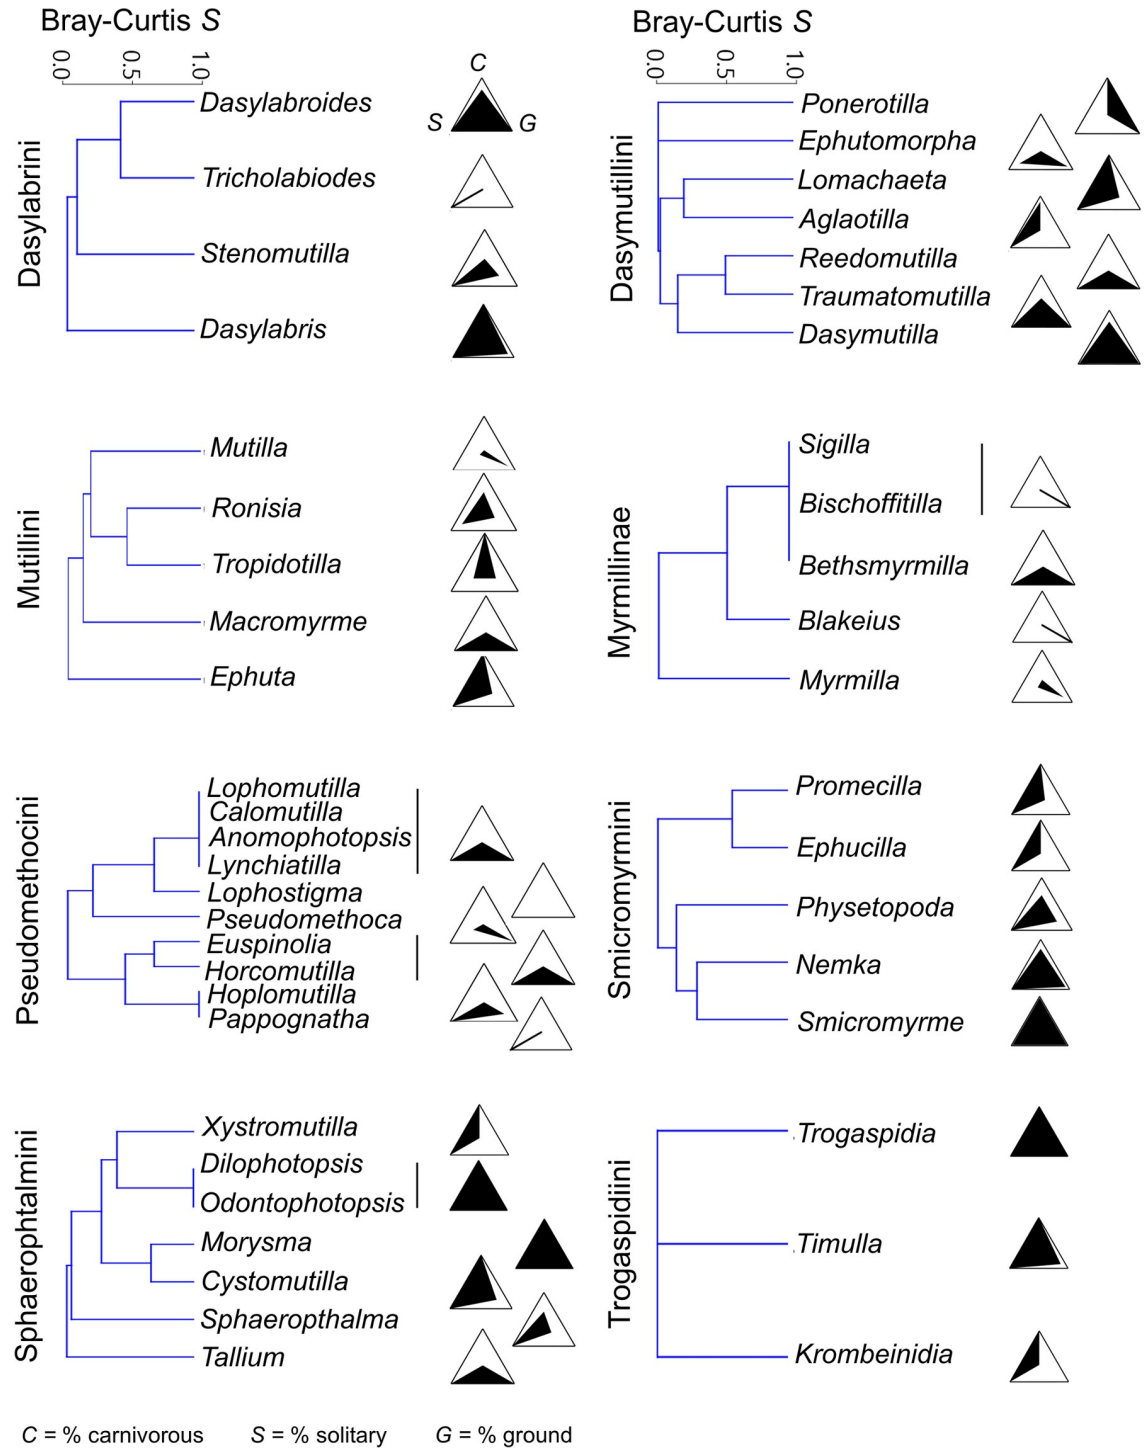 Bray-Curtis S
0.0
0.5
1.0
Dasylabrini
Dasylabroides
Tricholabiodes
Stenomutilla
Dasylabris
C
S
G
Bray-Curtis S
0.0
0.5
1.0
Dasymutillini
Ponerotilla
Ephutomorpha
Lomachaeta
Aglaotilla
Reedomutilla
Traumatomutilla
Dasymutilla
Mutillini
Mutilla
Ronisia
Tropidotilla
Macromyrme
Ephuta
Myrmillinae
Sigilla
Bischoffitilla
Bethsmyrmilla
Blakeius
Myrmilla
Pseudomethocini
Lophomutilla
Calomutilla
Anomophotopsis
Lynchiatilla
Lophostigma
Pseudomethoca
Euspinolia
Horcomutilla
Hoplomutilla
Pappognatha
Smicromyrmini
Promecilla
Ephucilla
Physetopoda
Nemka
Smicromyrme
Sphaerophtalmini
Xystromutilla
Dilophotopsis
Odontophotopsis
Morysma
Cystomutilla
Sphaeropthalma
Tallium
Trogaspidiini
Trogaspidia
Timulla
Krombeinidia
C = % carnivorous S = % solitary G = % ground